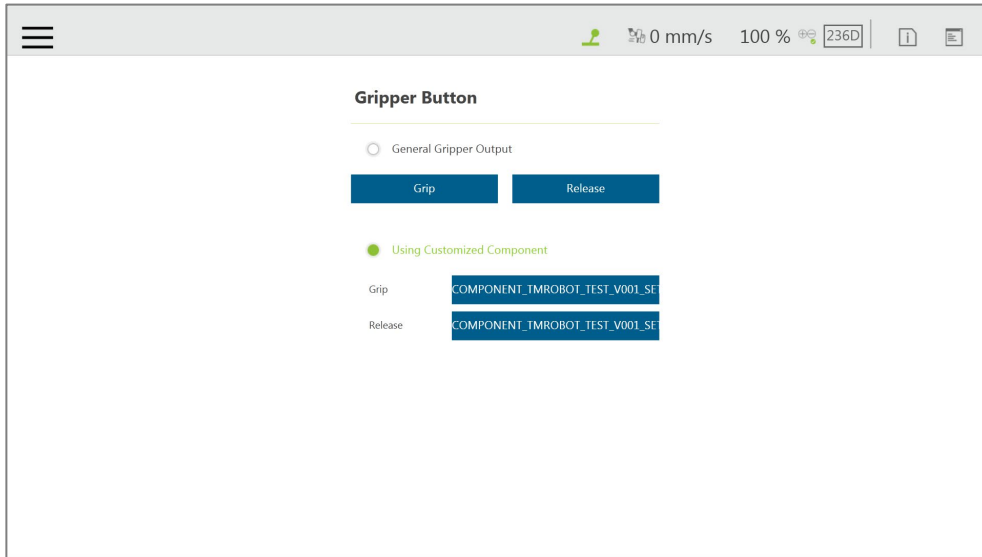 0 mm/s 100 % 236D
Gripper Button
General Gripper Output
Grip Release
Using Customized Component
Grip COMPONENT_TMROBOT_TEST_V001_SET
Release COMPONENT_TMROBOT_TEST_V001_SET